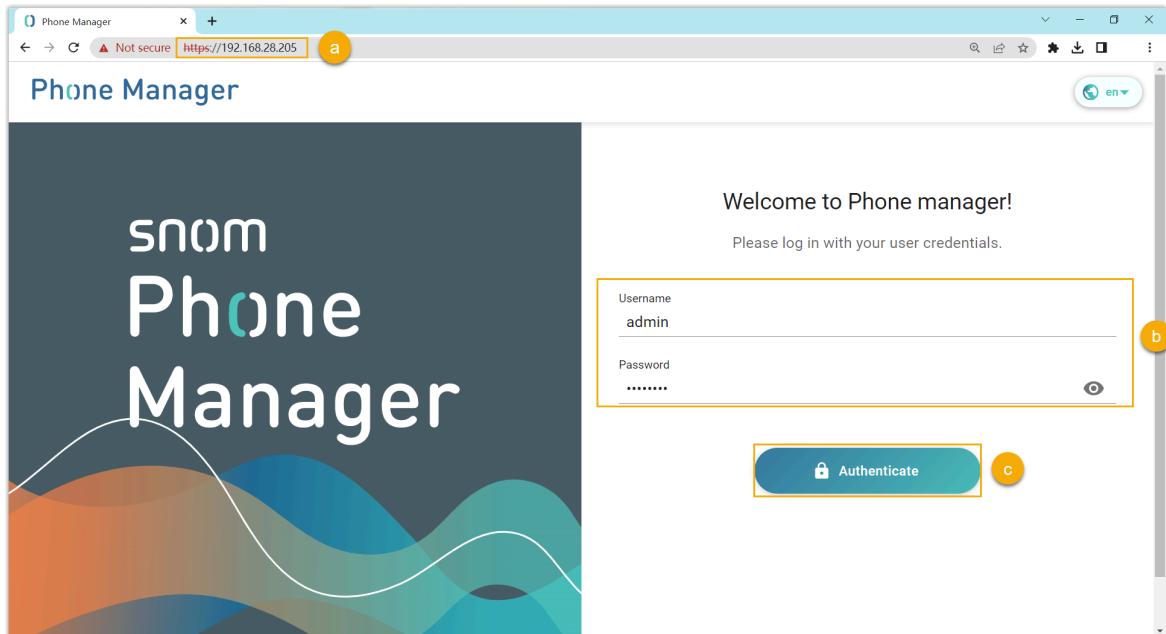 Phone Manager
Not secure https://192.168.28.205 a
Phone Manager
en
snom
Phone
Manager
Welcome to Phone manager!
Please log in with your user credentials.
Username
admin
b
Password
••••••••
Authenticate c